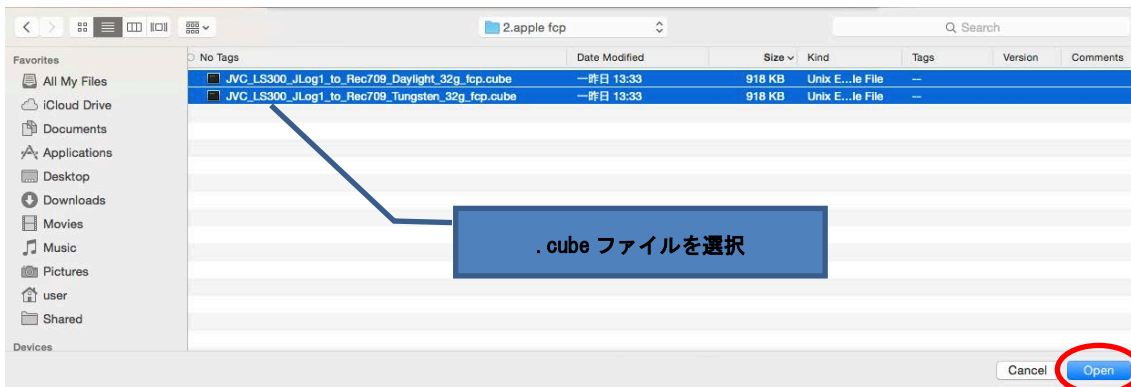 2.apple fcp
Search
Favorites
No Tags Date Modified Size Kind Tags Version Comments
All My Files
JVC_LS300_JLog1_to_Rec709_Daylight_32g_fcp.cube 一昨日 13:33 918 KB Unix E...le File --
JVC_LS300_JLog1_to_Rec709_Tungsten_32g_fcp.cube 一昨日 13:33 918 KB Unix E...le File --
iCloud Drive
Documents
Applications
Desktop
Downloads
Movies
Music
Pictures
user
Shared
Devices
.cube ファイルを選択
Cancel Open